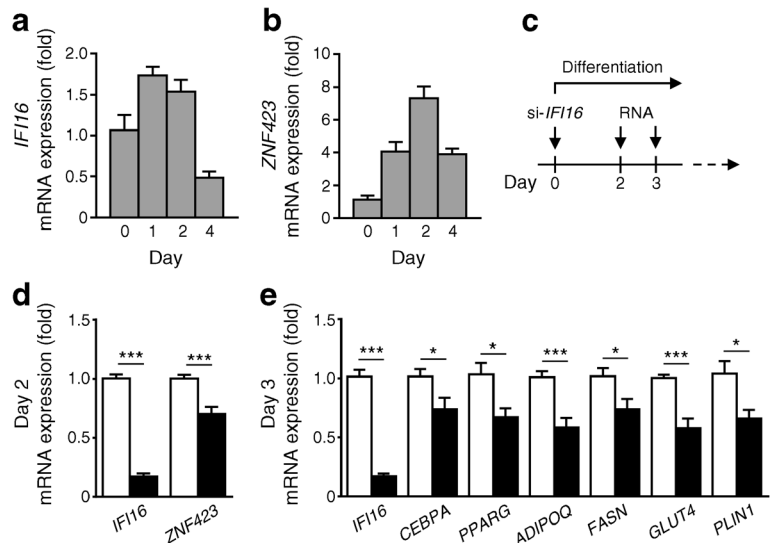 a
IFI16
mRNA expression (fold)
2.0
1.5
1.0
0.5
0
0 1 2 4
Day
b
ZNF423
mRNA expression (fold)
10
8
6
4
2
0
0 1 2 4
Day
c
Differentiation
si-IFI16 RNA
Day 0 2 3
d
Day 2
mRNA expression (fold)
1.5
1.0
0.5
0
*** ***
IFI16 ZNF423
e
Day 3
mRNA expression (fold)
1.5
1.0
0.5
0
*** * * *** * *** *
IFI16 CEBPA PPARG ADIPOQ FASN GLUT4 PLIN1